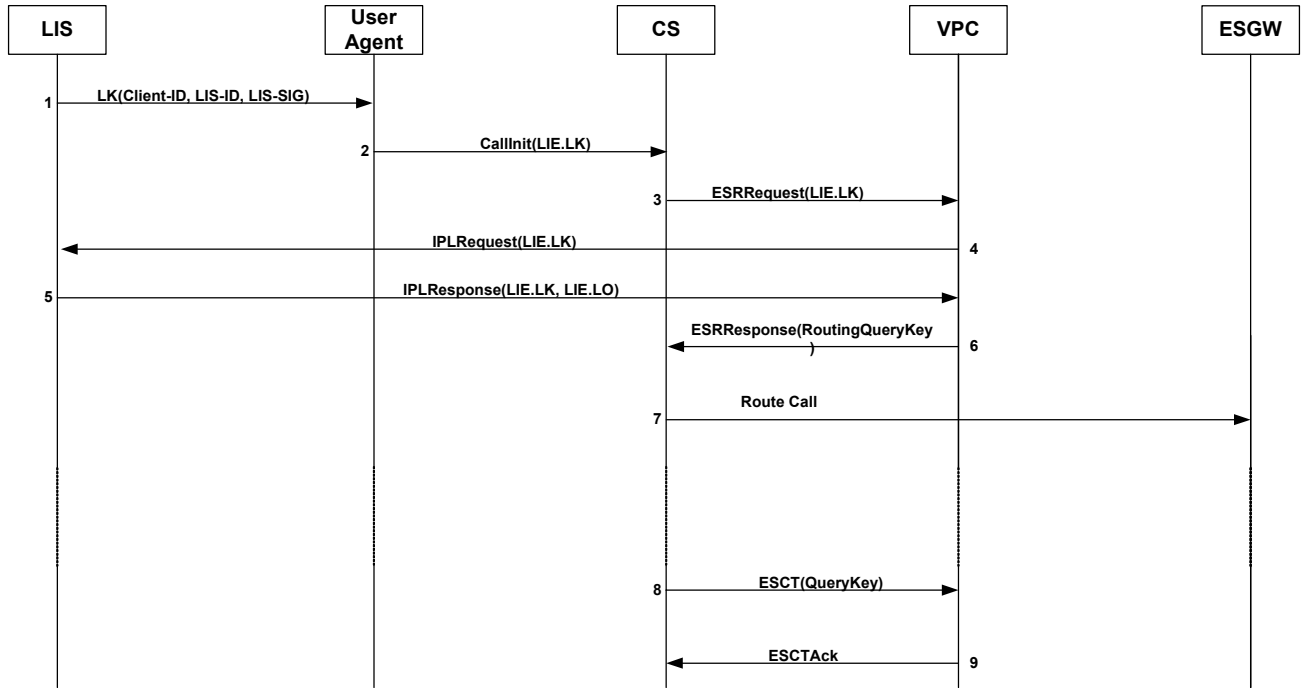 LIS
User
Agent
CS
VPC
ESGW
1
LK(Client-ID, LIS-ID, LIS-SIG)
2
CallInit(LIE.LK)
3
ESRRequest(LIE.LK)
IPLRequest(LIE.LK)
4
5
IPLResponse(LIE.LK, LIE.LO)
ESRResponse(RoutingQueryKey
)
6
Route Call
7
8
ESCT(QueryKey)
ESCTAck
9